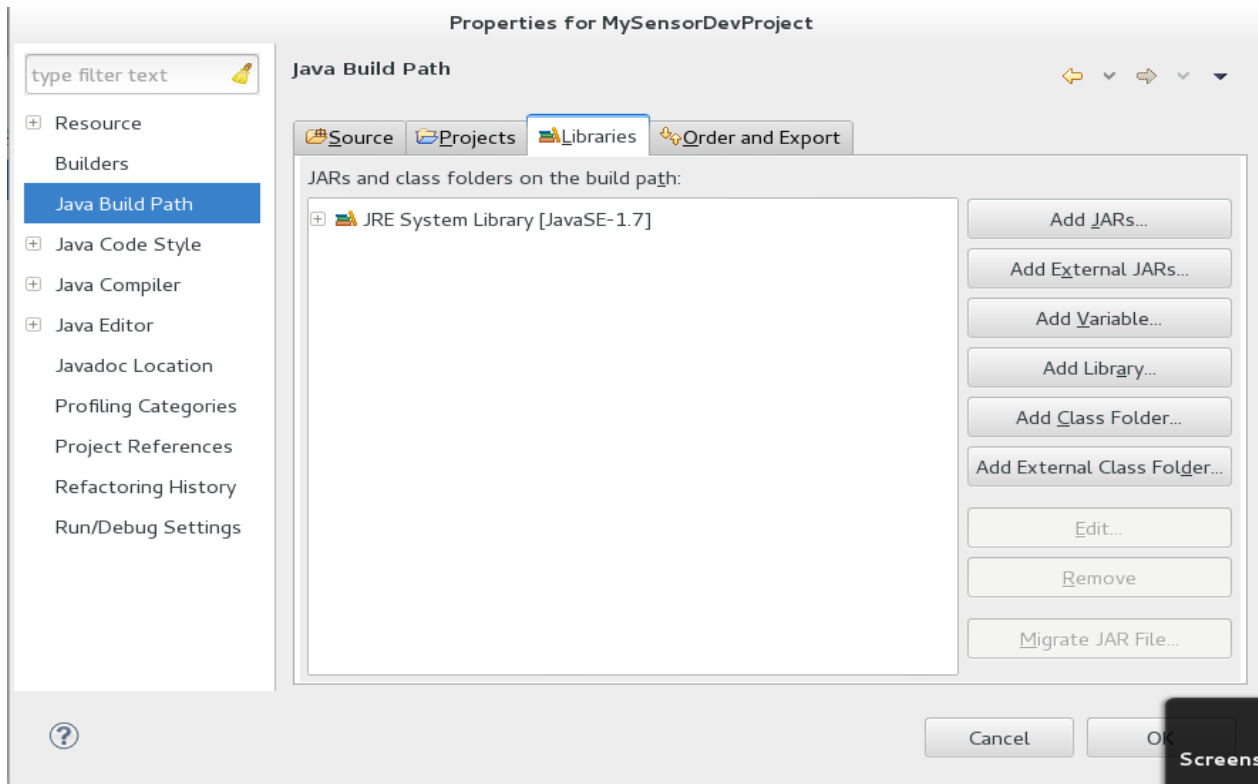 Properties for MySensorDevProject
type filter text
Resource
Builders
Java Build Path
Java Code Style
Java Compiler
Java Editor
Javadoc Location
Profiling Categories
Project References
Refactoring History
Run/Debug Settings
Java Build Path
Source Projects Libraries Order and Export
JARs and class folders on the build path:
JRE System Library [JavaSE-1.7]
Add JARs...
Add External JARs...
Add Variable...
Add Library...
Add Class Folder...
Add External Class Folder...
Edit...
Remove
Migrate JAR File...
Cancel
OK
Screens